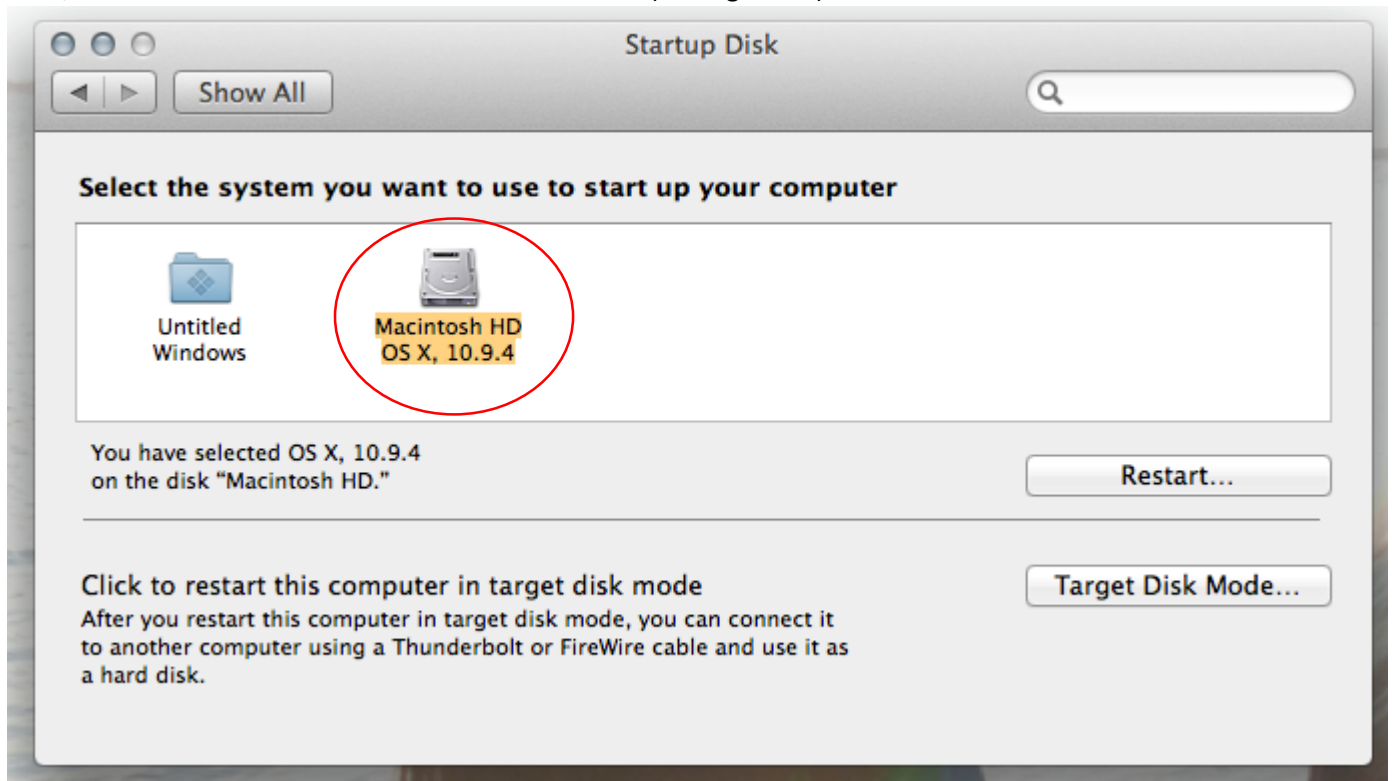 Startup Disk
Show All
Select the system you want to use to start up your computer
Untitled
Windows
Macintosh HD
OS X, 10.9.4
You have selected OS X, 10.9.4
on the disk “Macintosh HD.”
Restart...
Click to restart this computer in target disk mode
Target Disk Mode...
After you restart this computer in target disk mode, you can connect it
to another computer using a Thunderbolt or FireWire cable and use it as
a hard disk.